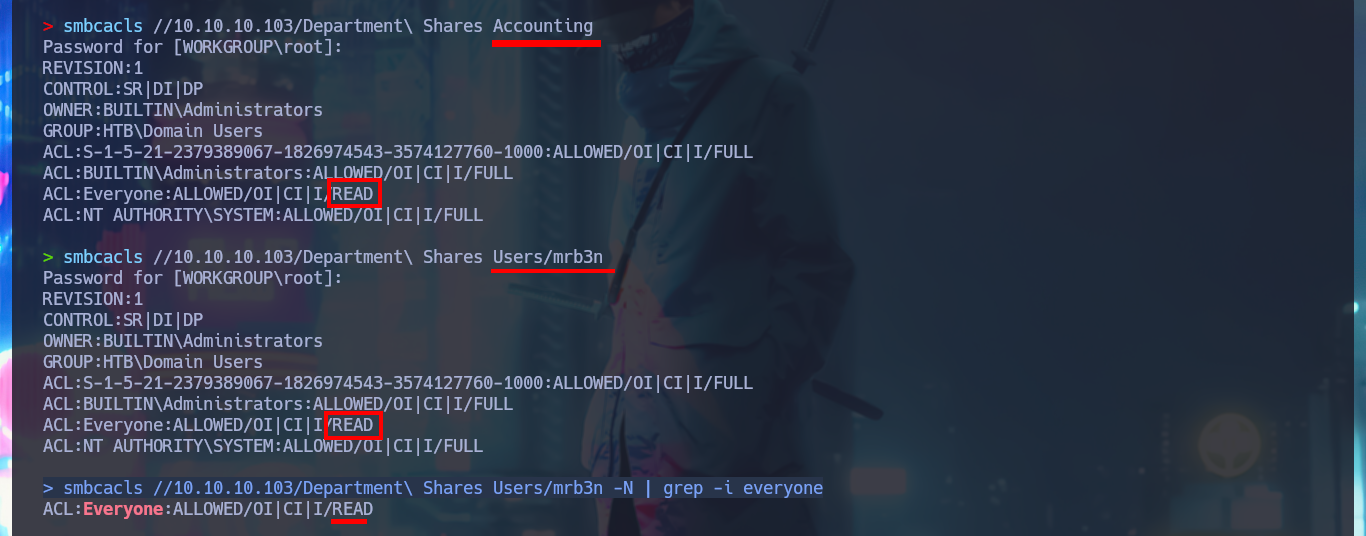 > smbcacls //10.10.10.103/Department\ Shares Accounting
Password for [WORKGROUP\root]:
REVISION:1
CONTROL:SR|DI|DP
OWNER:BUILTIN\Administrators
GROUP:HTB\Domain Users
ACL:S-1-5-21-2379389067-1826974543-3574127760-1000:ALLOWED/OI|CI|I/FULL
ACL:BUILTIN\Administrators:ALLOWED/OI|CI|I/FULL
ACL:Everyone:ALLOWED/OI|CI|I/READ
ACL:NT AUTHORITY\SYSTEM:ALLOWED/OI|CI|I/FULL
> smbcacls //10.10.10.103/Department\ Shares Users/mrb3n
Password for [WORKGROUP\root]:
REVISION:1
CONTROL:SR|DI|DP
OWNER:BUILTIN\Administrators
GROUP:HTB\Domain Users
ACL:S-1-5-21-2379389067-1826974543-3574127760-1000:ALLOWED/OI|CI|I/FULL
ACL:BUILTIN\Administrators:ALLOWED/OI|CI|I/FULL
ACL:Everyone:ALLOWED/OI|CI|I/READ
ACL:NT AUTHORITY\SYSTEM:ALLOWED/OI|CI|I/FULL
> smbcacls //10.10.10.103/Department\ Shares Users/mrb3n -N | grep -i everyone
ACL:Everyone:ALLOWED/OI|CI|I/READ